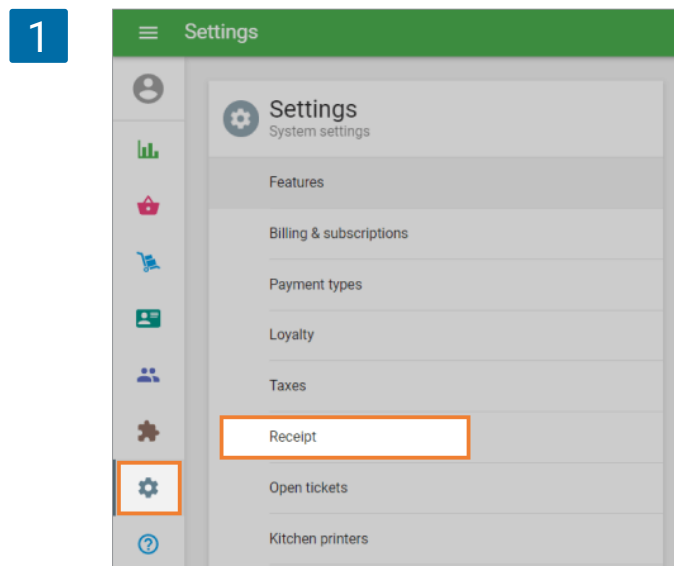 1
Settings
Settings
System settings
Features
Billing & subscriptions
Payment types
Loyalty
Taxes
Receipt
Open tickets
Kitchen printers